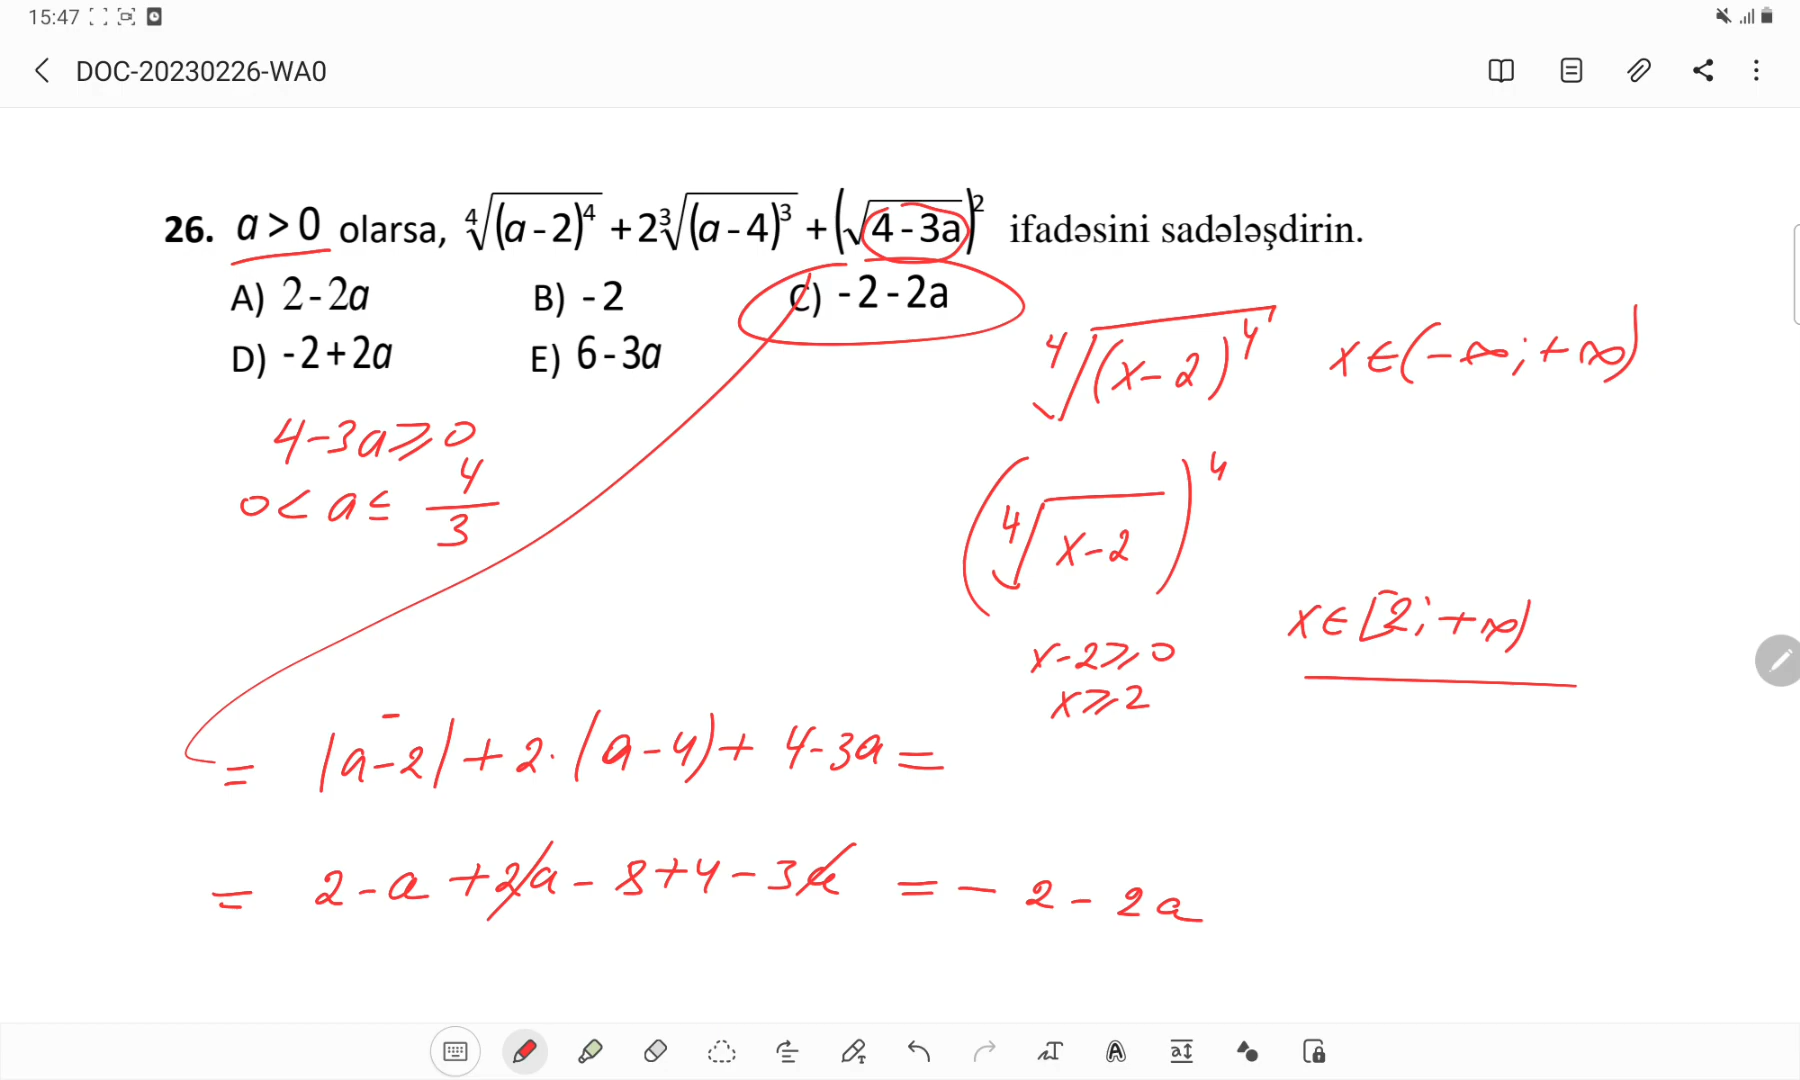 15:47
DOC-20230226-WA0
26. a > 0 olarsa, ⁴√(a - 2)⁴ + 2³√(a - 4)³ + (√4 - 3a)² ifadəsini sadələşdirin.
A) 2 - 2a B) - 2 C) - 2 - 2a
D) - 2 + 2a E) 6 - 3a
⁴√(x - 2)⁴ x ∈ (-∞; +∞)
4 - 3a ⩾ 0
0 < a ≤ 4/3
(⁴√x - 2)⁴
x ∈ [2; +∞)
x - 2 ⩾ 0
x ⩾ 2
= |a - 2| + 2 · (a - 4) + 4 - 3a =
= 2 - a + 2a - 8 + 4 - 3a = - 2 - 2a